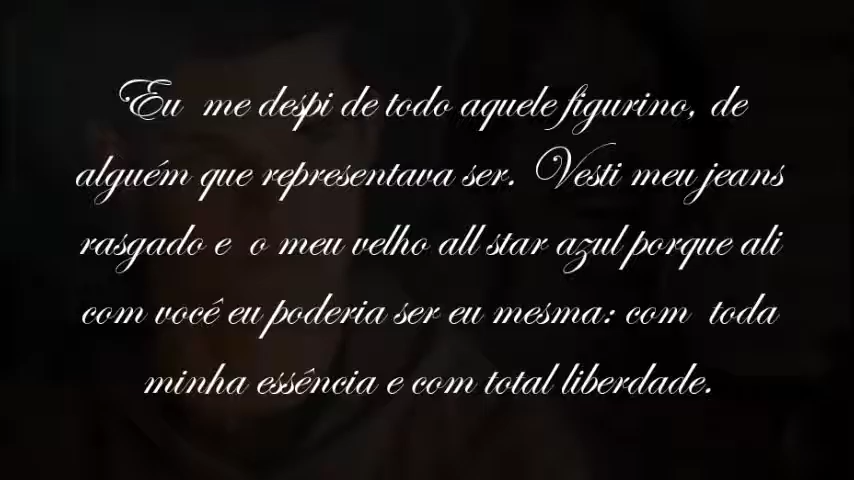 Eu me despi de todo aquele figurino, de
alguém que representava ser. Vesti meu jeans
rasgado e o meu velho all star azul porque ali
com você eu poderia ser eu mesma: com toda
minha essência e com total liberdade.